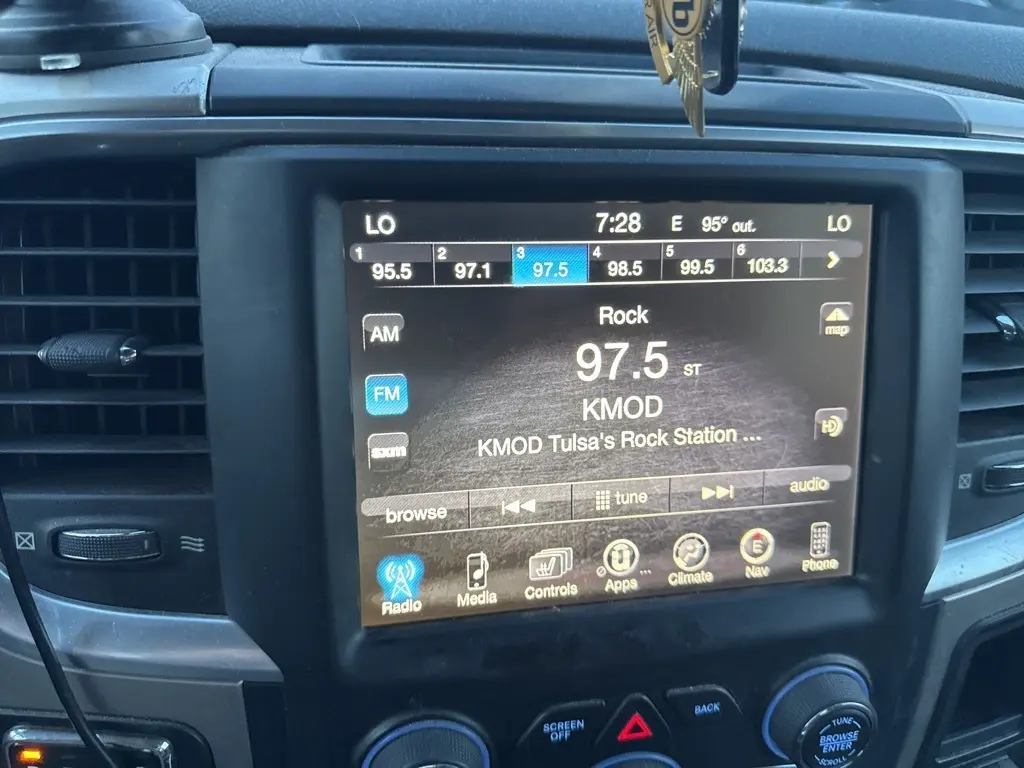 LO 7:28 E 95° out. LO
1 95.5 2 97.1 3 97.5 4 98.5 5 99.5 6 103.3
Rock
map
AM
97.5 ST
FM
KMOD
HD
KMOD Tulsa's Rock Station ...
sxm
browse tune audio
Radio Media Controls Apps ... Climate E Nav Phone
SCREEN OFF
BACK
TUNE
BROWSE
ENTER
SCROLL